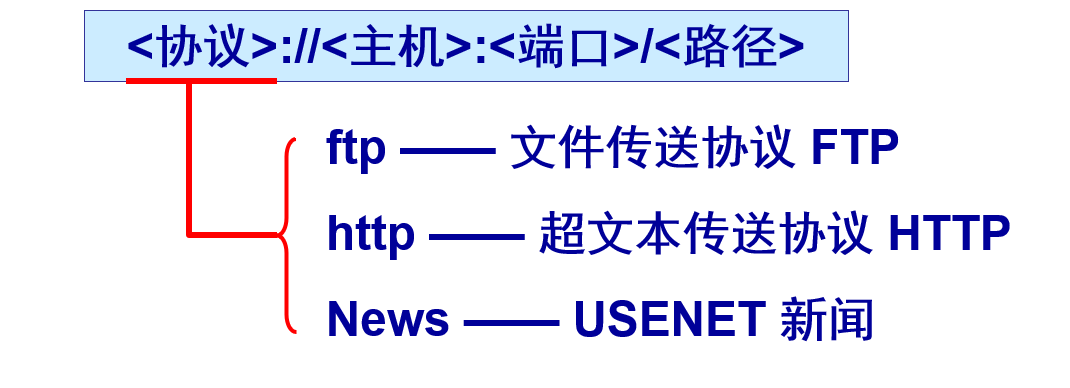 <协议>://<主机>:<端口>/<路径>
ftp —— 文件传送协议 FTP
http —— 超文本传送协议 HTTP
News —— USENET 新闻